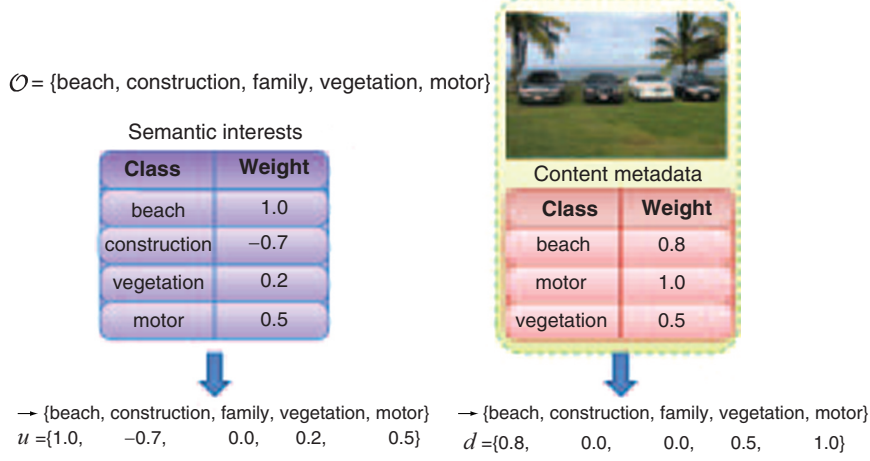 𝒪 = {beach, construction, family, vegetation, motor}
Semantic interests
Class Weight
beach 1.0
construction −0.7
vegetation 0.2
motor 0.5
Content metadata
Class Weight
beach 0.8
motor 1.0
vegetation 0.5
→ {beach, construction, family, vegetation, motor}
u ={1.0, −0.7, 0.0, 0.2, 0.5}
→ {beach, construction, family, vegetation, motor}
d ={0.8, 0.0, 0.0, 0.5, 1.0}